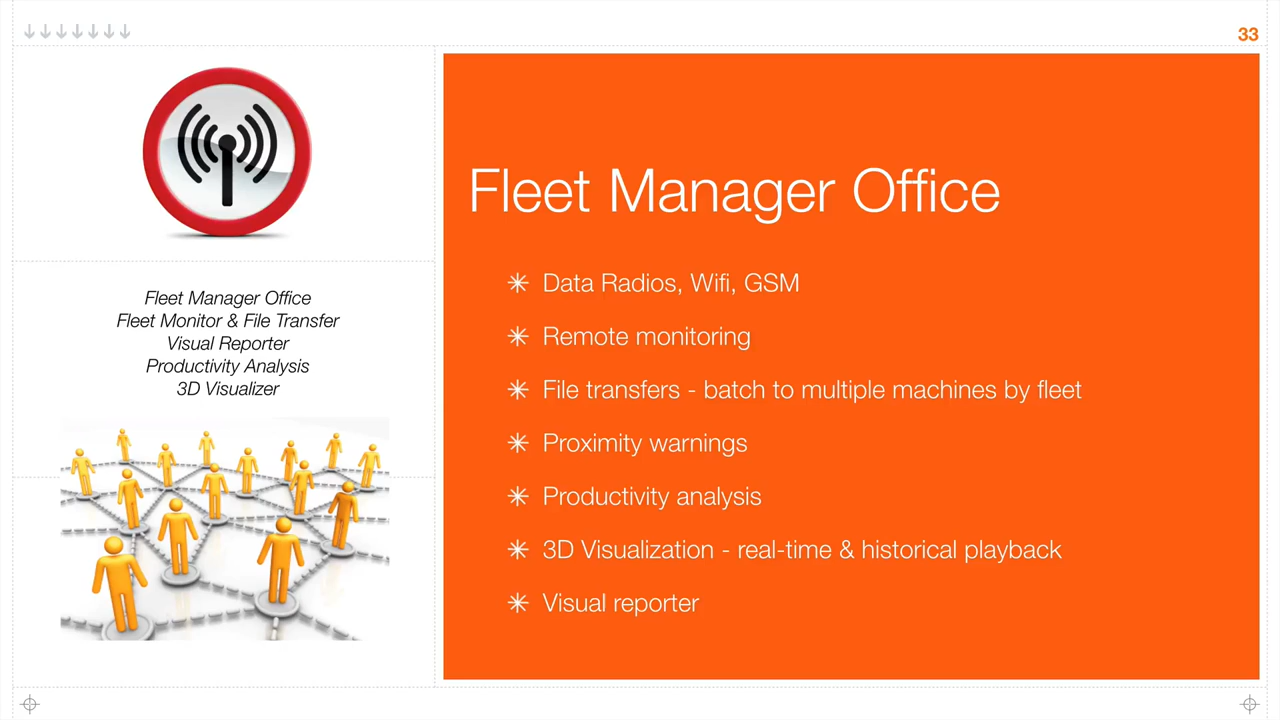 33
Fleet Manager Office
Fleet Monitor & File Transfer
Visual Reporter
Productivity Analysis
3D Visualizer
Fleet Manager Office
Data Radios, Wifi, GSM
Remote monitoring
File transfers - batch to multiple machines by fleet
Proximity warnings
Productivity analysis
3D Visualization - real-time & historical playback
Visual reporter